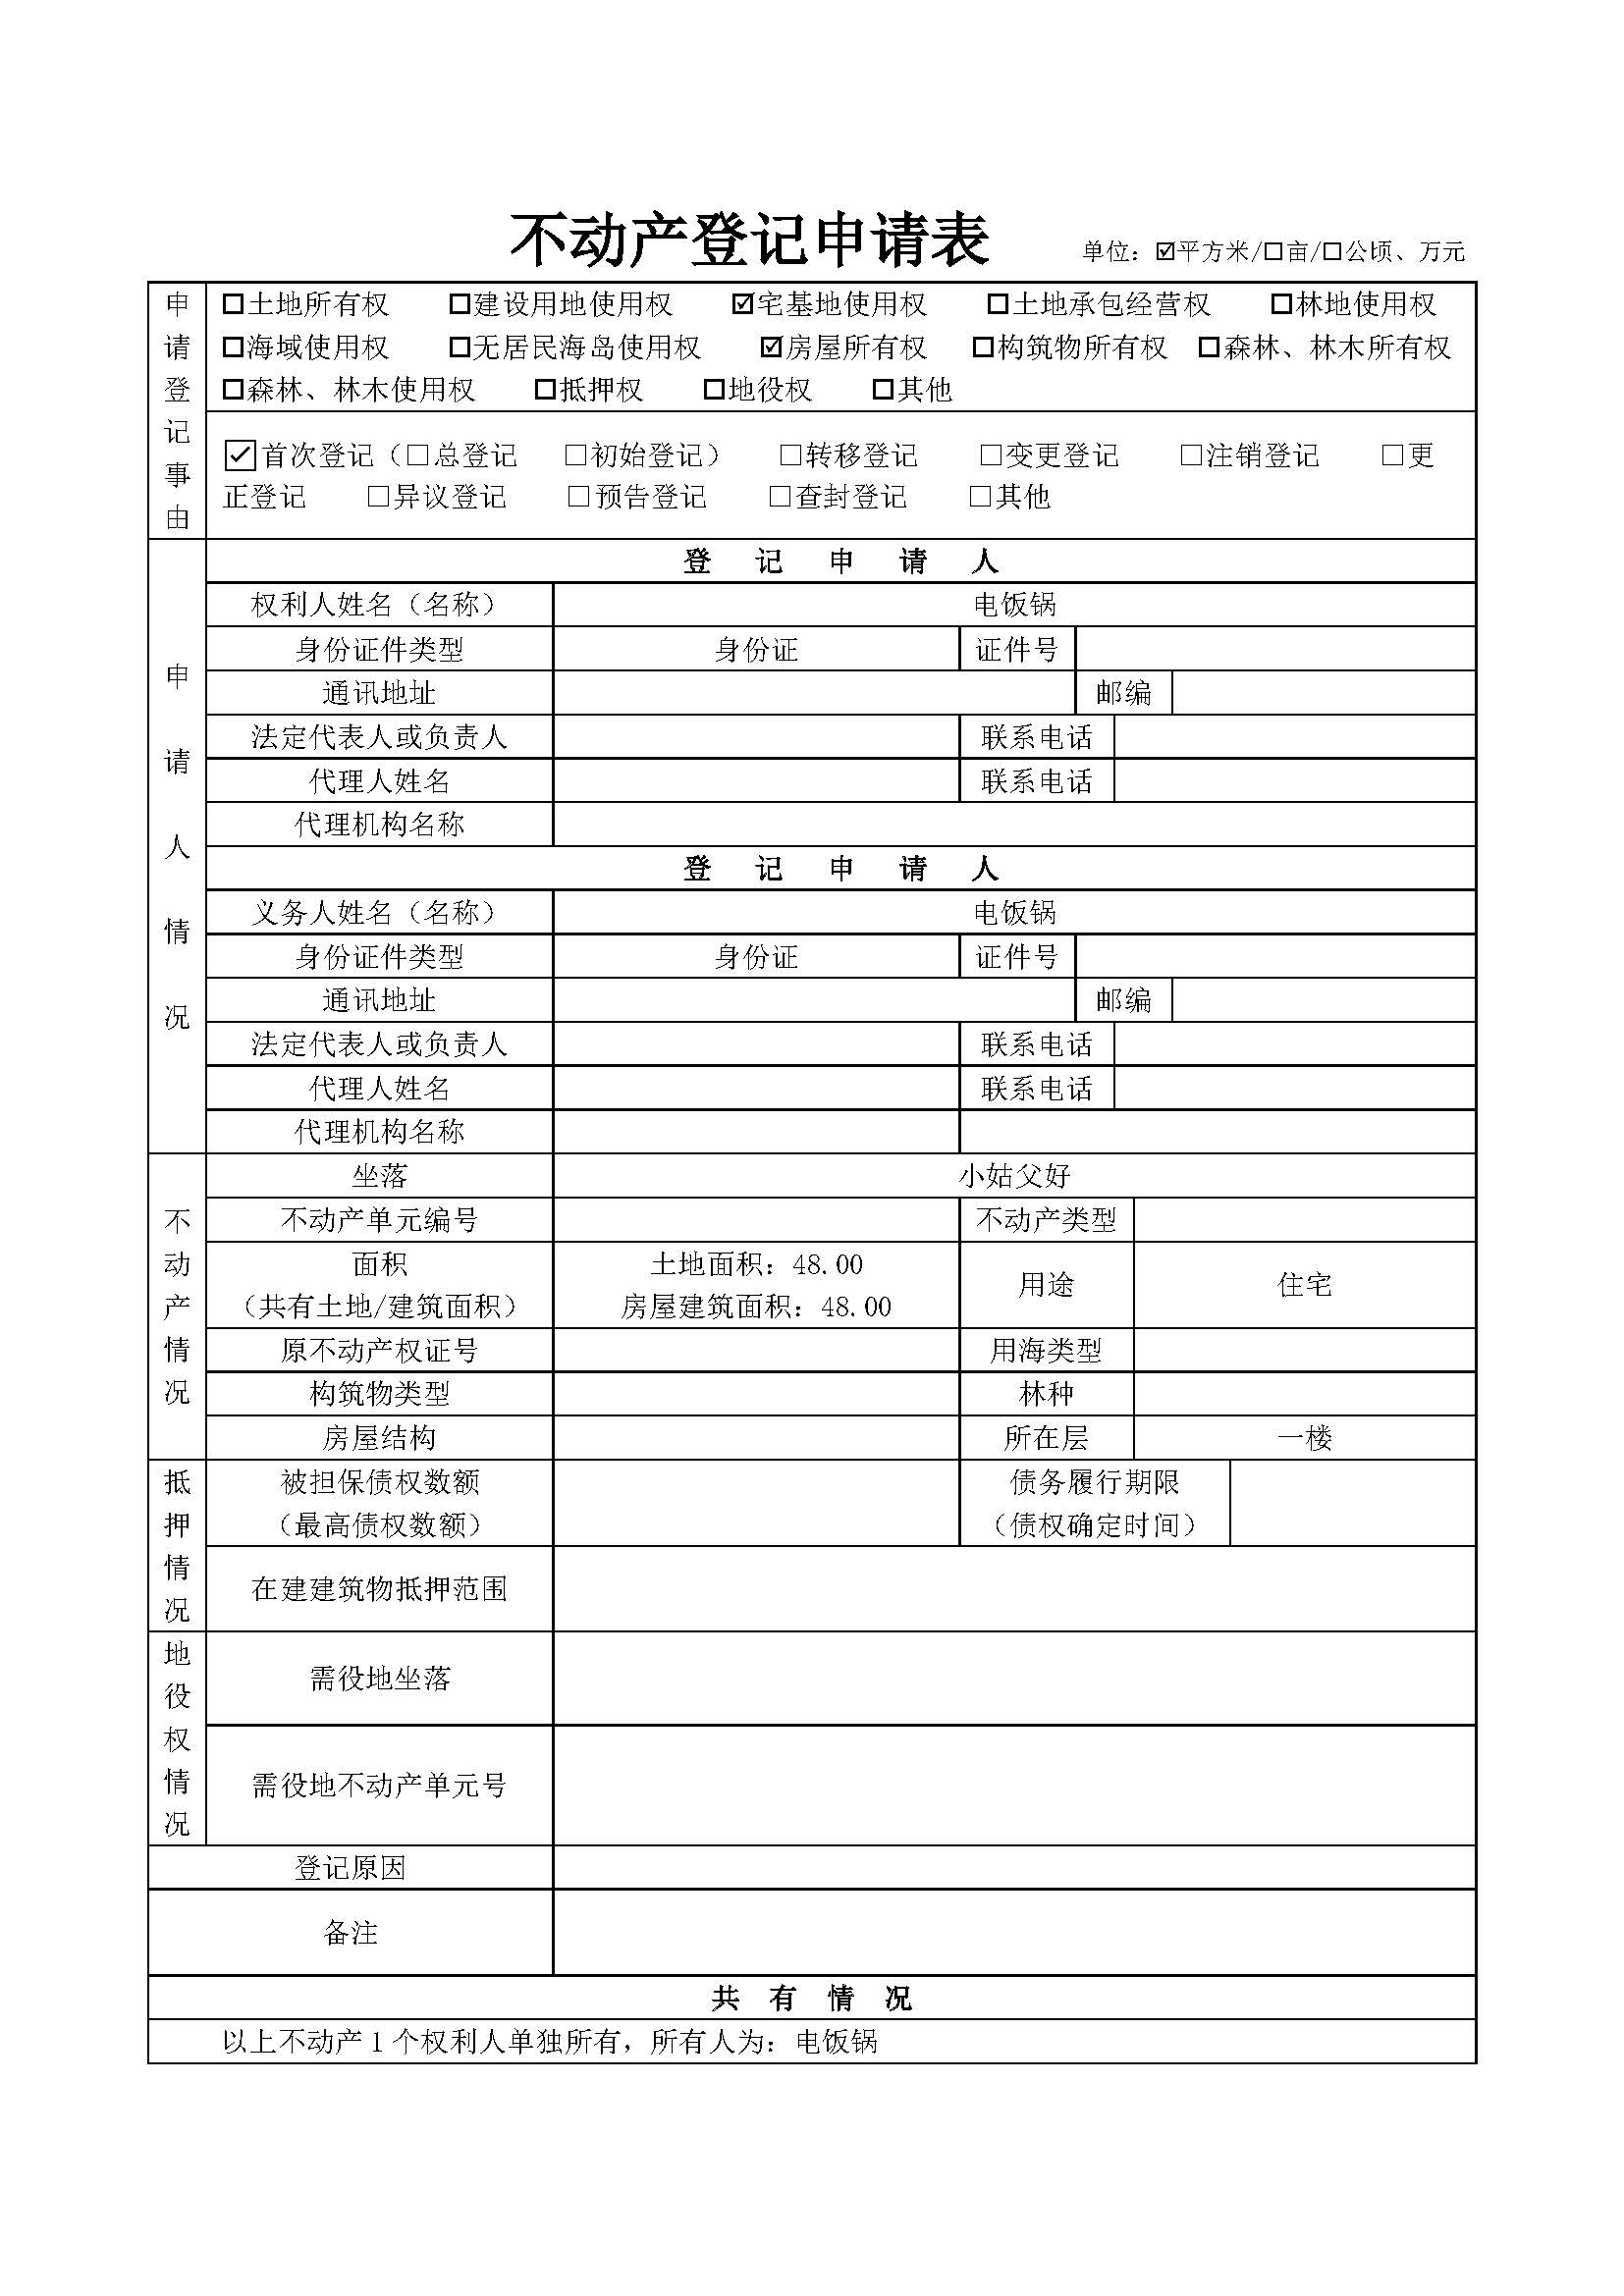 不动产登记申请表 单位：☑平方米/□亩/□公顷、万元
申请登记事由
□土地所有权 □建设用地使用权 ☑宅基地使用权 □土地承包经营权 □林地使用权
□海域使用权 □无居民海岛使用权 ☑房屋所有权 □构筑物所有权 □森林、林木所有权
□森林、林木使用权 □抵押权 □地役权 □其他
☑首次登记（□总登记 □初始登记） □转移登记 □变更登记 □注销登记 □更
正登记 □异议登记 □预告登记 □查封登记 □其他
申请人情况
登 记 申 请 人
权利人姓名（名称） 电饭锅
身份证件类型 身份证 证件号
通讯地址 邮编
法定代表人或负责人 联系电话
代理人姓名 联系电话
代理机构名称
登 记 申 请 人
义务人姓名（名称） 电饭锅
身份证件类型 身份证 证件号
通讯地址 邮编
法定代表人或负责人 联系电话
代理人姓名 联系电话
代理机构名称
不动产情况
坐落 小姑父好
不动产单元编号 不动产类型
面积 土地面积：48.00
用途 住宅
（共有土地/建筑面积） 房屋建筑面积：48.00
原不动产权证号 用海类型
构筑物类型 林种
房屋结构 所在层 一楼
抵押情况
被担保债权数额 债务履行期限
（最高债权数额） （债权确定时间）
在建建筑物抵押范围
地役权情况
需役地坐落
需役地不动产单元号
登记原因
备注
共 有 情 况
以上不动产1个权利人单独所有，所有人为：电饭锅